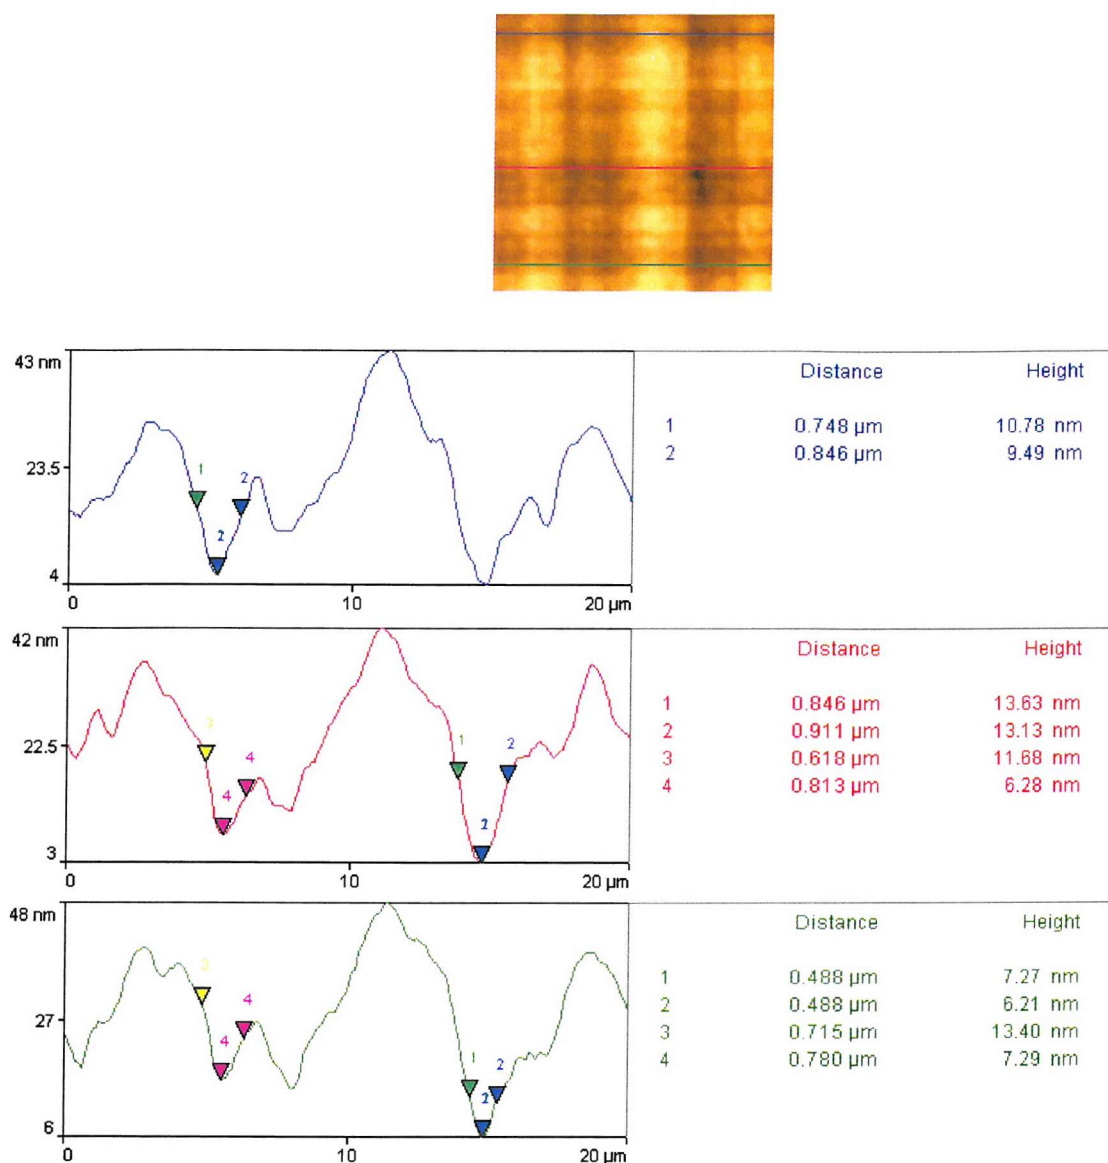 43 nm
23.5
4
0 10 20 µm
1 2
2
Distance Height
1 0.748 µm 10.78 nm
2 0.846 µm 9.49 nm
42 nm
22.5
3
0 10 20 µm
3 4 1 2
4 2
Distance Height
1 0.846 µm 13.63 nm
2 0.911 µm 13.13 nm
3 0.618 µm 11.68 nm
4 0.813 µm 6.28 nm
48 nm
27
6
0 10 20 µm
3 4 1 2
4 2
Distance Height
1 0.488 µm 7.27 nm
2 0.488 µm 6.21 nm
3 0.715 µm 13.40 nm
4 0.780 µm 7.29 nm